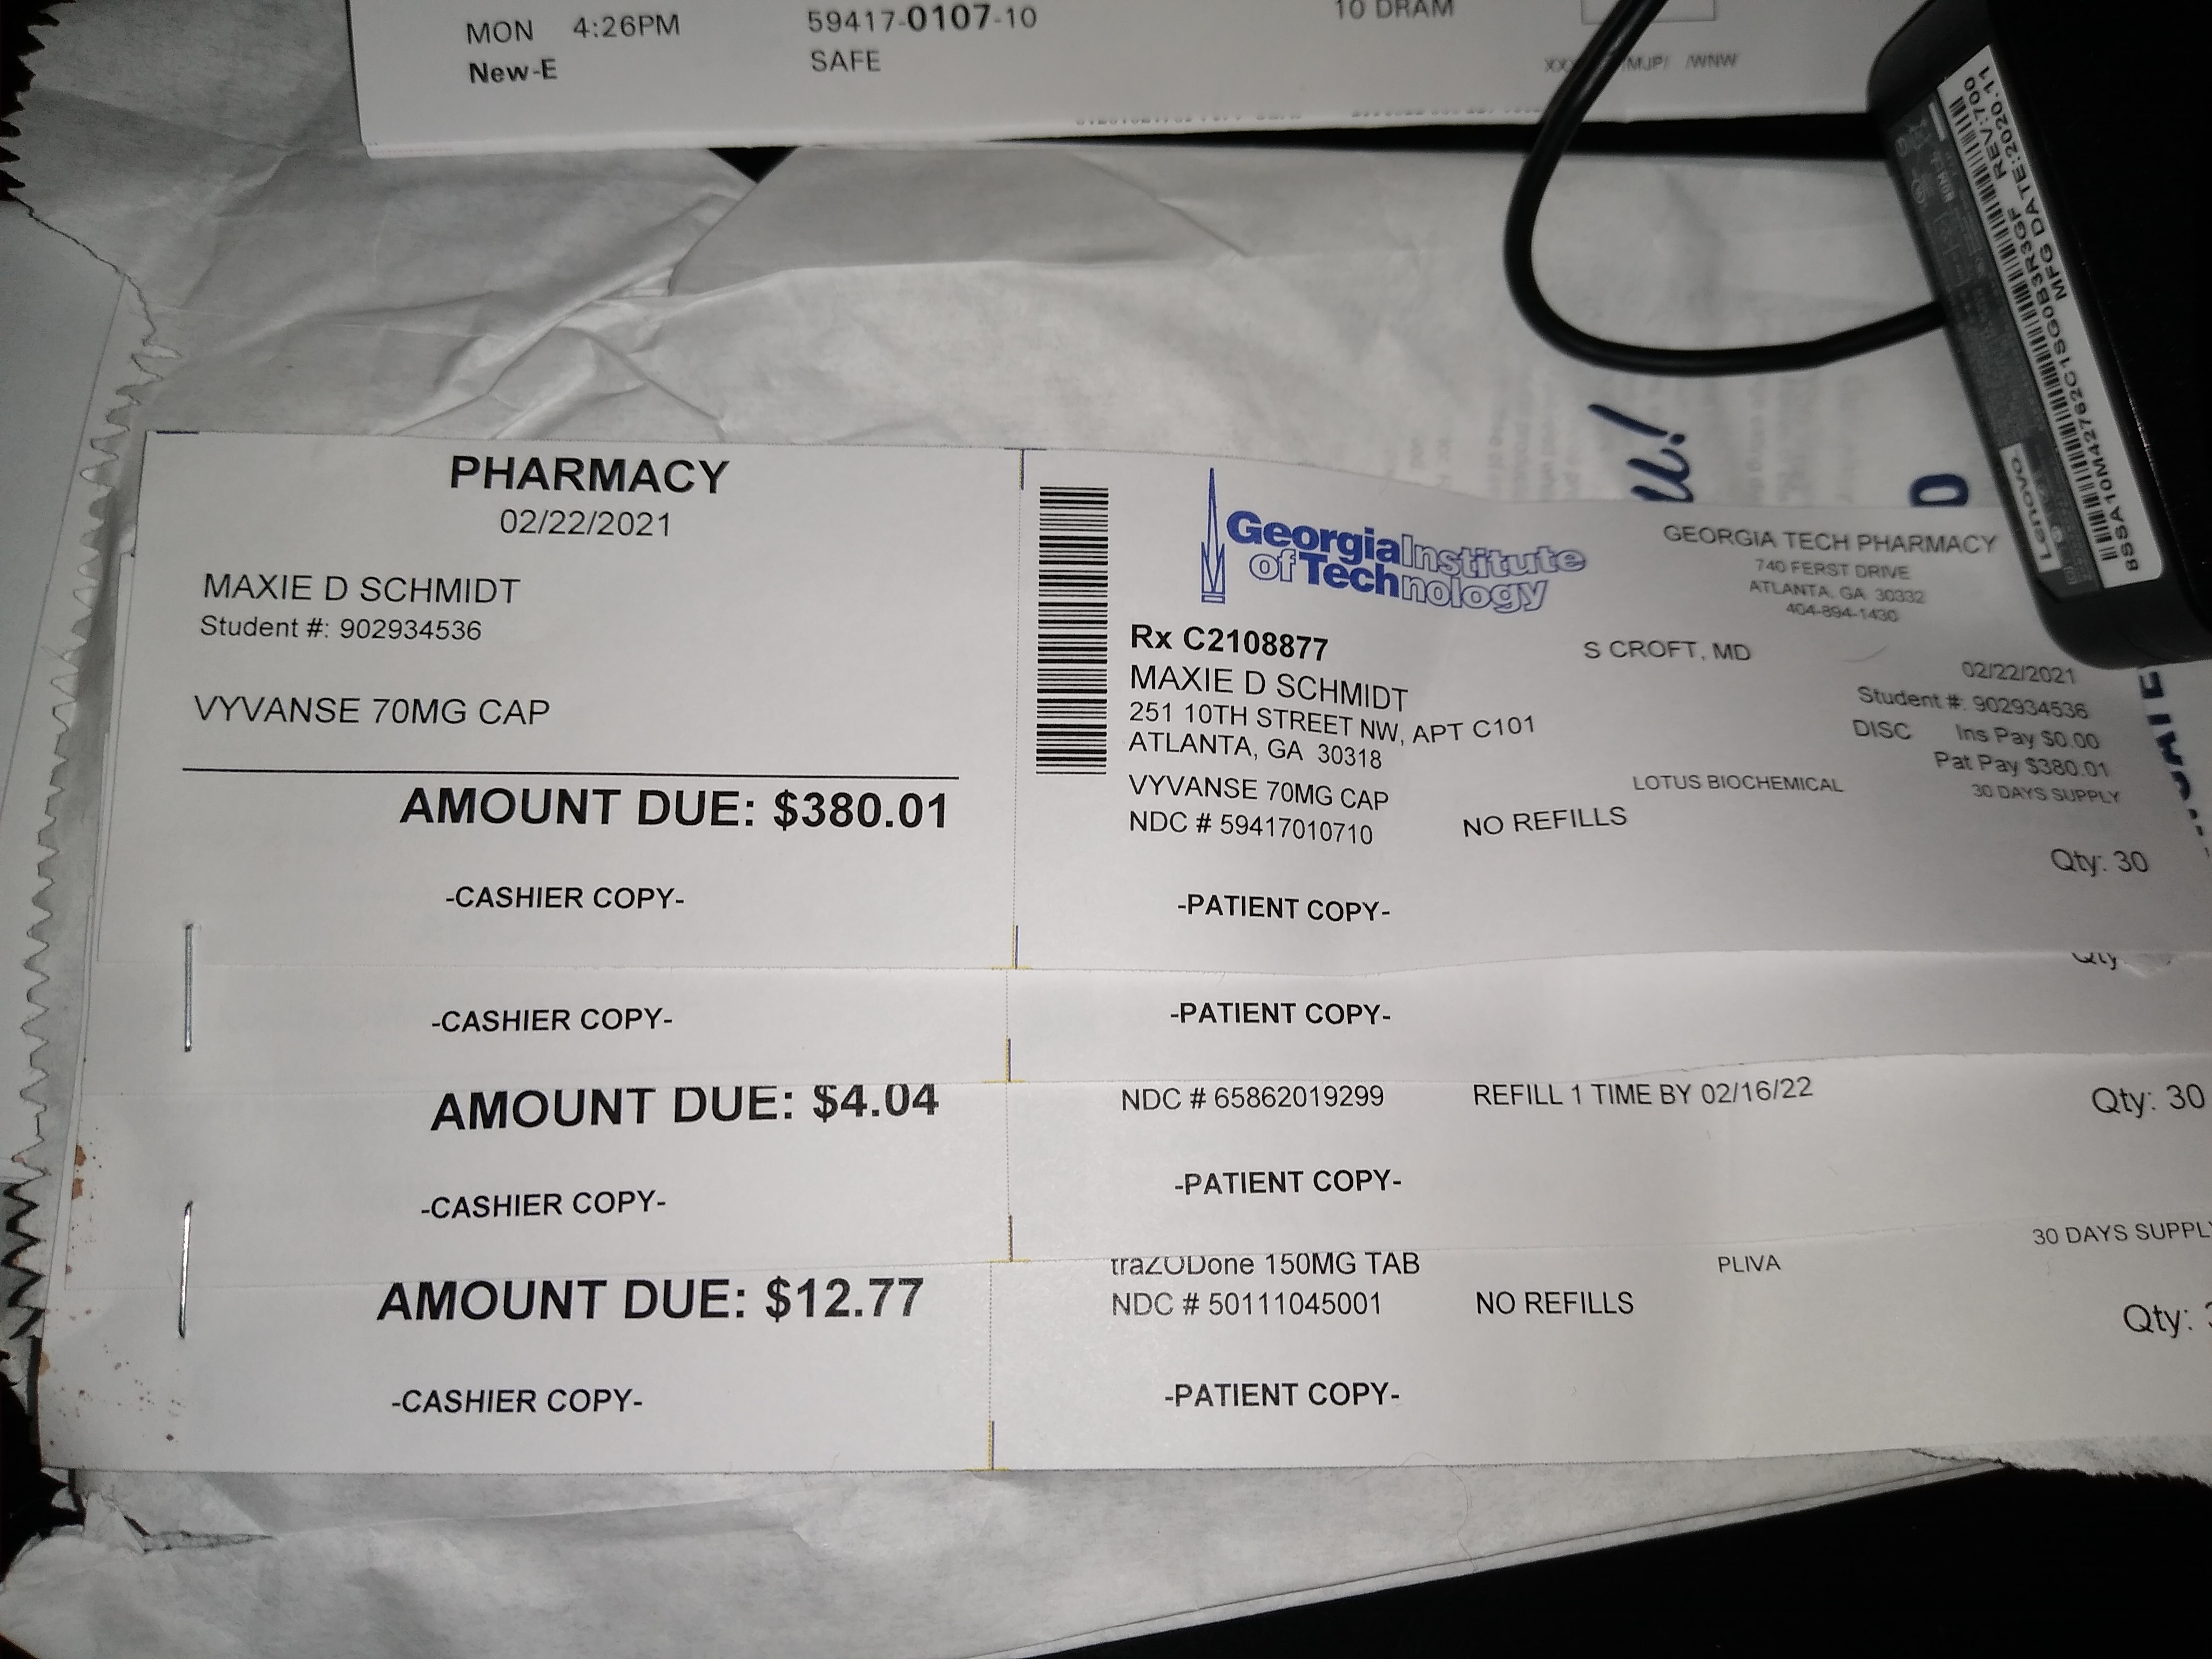 MON 4:26PM 59417-0107-10 10 DRAM
New-E SAFE /WNW
PHARMACY
02/22/2021
MAXIE D SCHMIDT
Student #: 902934536
VYVANSE 70MG CAP
AMOUNT DUE: $380.01
-CASHIER COPY-
Georgia Institute
of Technology
GEORGIA TECH PHARMACY
740 FERST DRIVE
ATLANTA, GA 30332
404-894-1430
Rx C2108877 S CROFT, MD
MAXIE D SCHMIDT 02/22/2021
251 10TH STREET NW, APT C101 Student #: 902934536
ATLANTA, GA 30318 DISC Ins Pay $0.00
Pat Pay $380.01
VYVANSE 70MG CAP LOTUS BIOCHEMICAL 30 DAYS SUPPLY
NDC # 59417010710 NO REFILLS
Qty: 30
-PATIENT COPY-
Qty
-CASHIER COPY- -PATIENT COPY-
AMOUNT DUE: $4.04 NDC # 65862019299 REFILL 1 TIME BY 02/16/22 Qty: 30
-CASHIER COPY- -PATIENT COPY-
traZODone 150MG TAB PLIVA 30 DAYS SUPPLY
AMOUNT DUE: $12.77 NDC # 50111045001 NO REFILLS Qty:
-CASHIER COPY- -PATIENT COPY-
Lenovo
REV:700
MFG DATE:2020.11